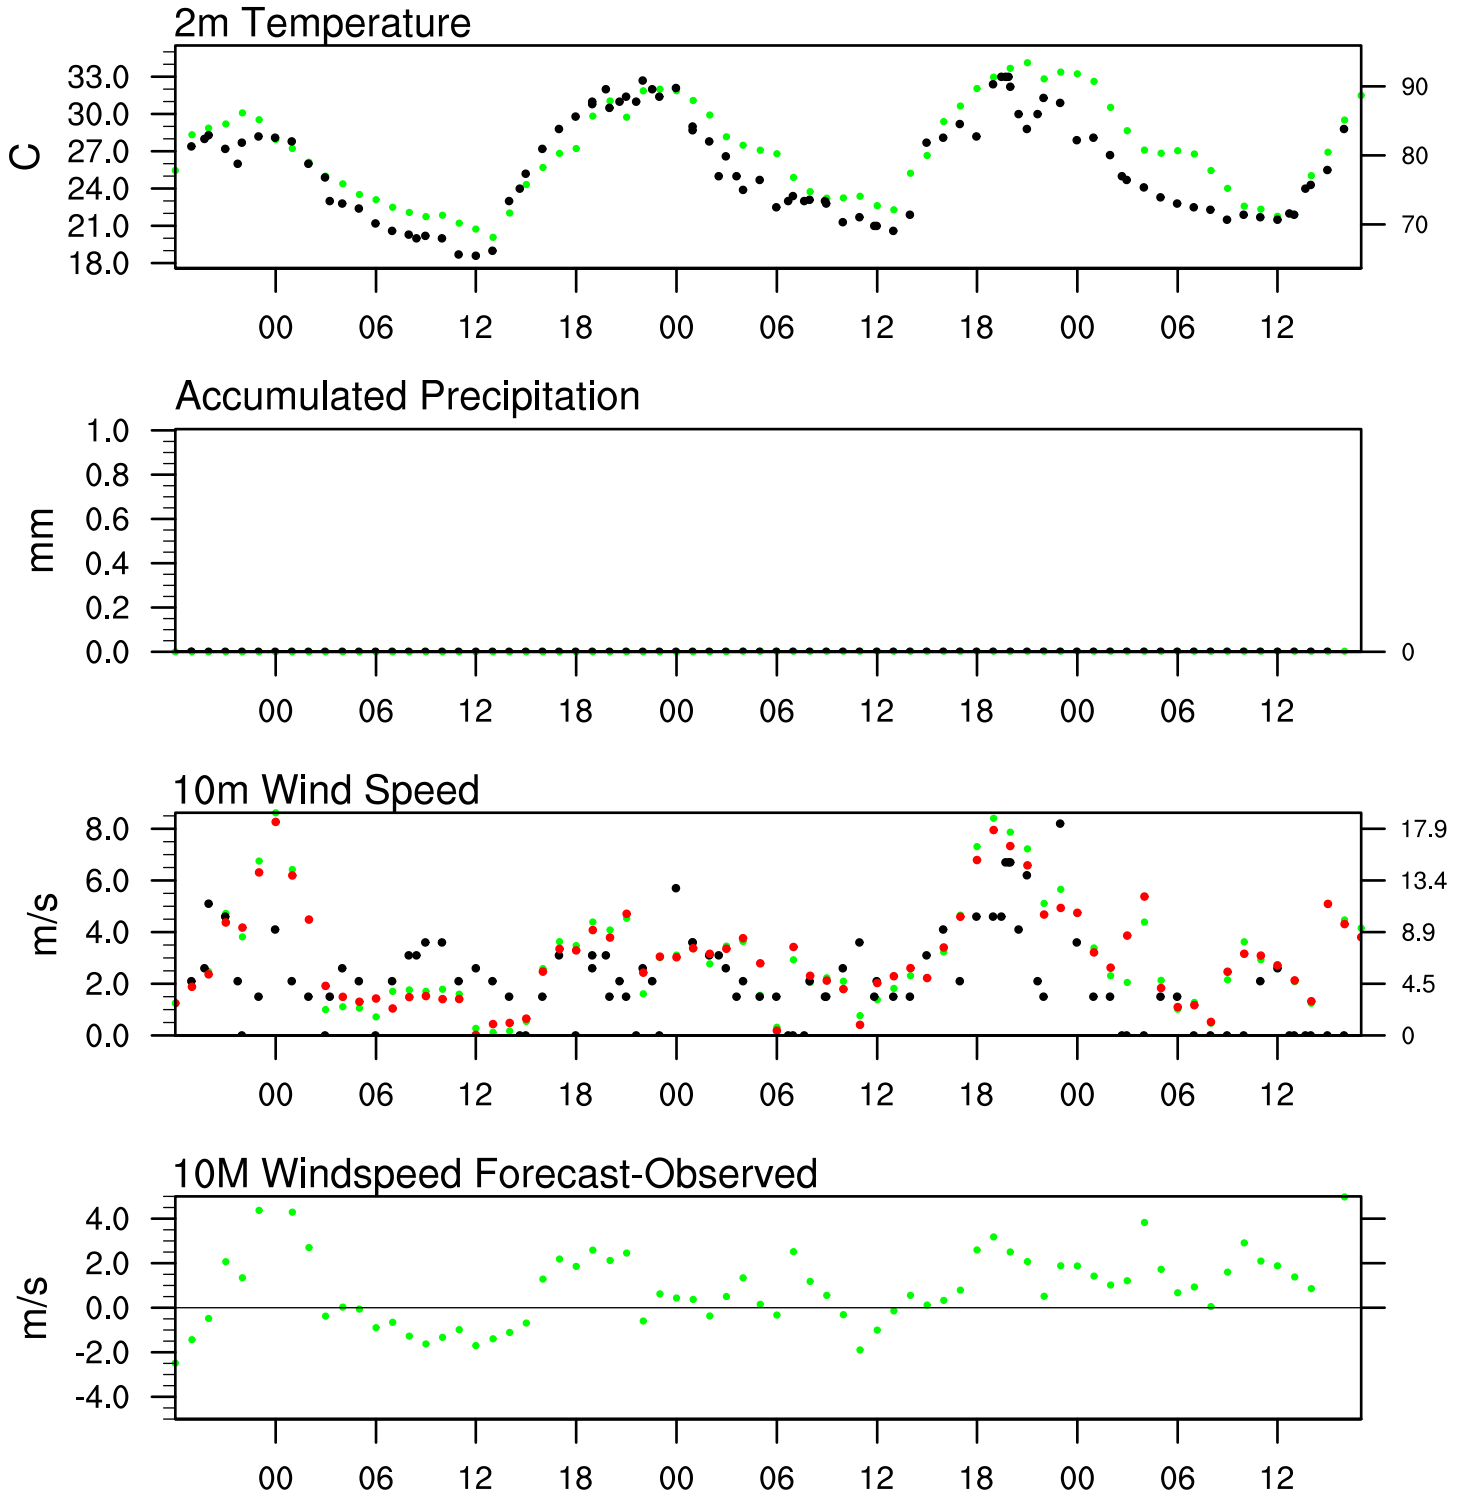 2m Temperature
33.0
30.0
27.0
24.0
21.0
18.0
C
90
80
70
00 06 12 18 00 06 12 18 00 06 12
Accumulated Precipitation
1.0
0.8
0.6
0.4
0.2
0.0
mm
0
00 06 12 18 00 06 12 18 00 06 12
10m Wind Speed
8.0
6.0
4.0
2.0
0.0
m/s
17.9
13.4
8.9
4.5
0
00 06 12 18 00 06 12 18 00 06 12
10M Windspeed Forecast-Observed
4.0
2.0
0.0
-2.0
-4.0
m/s
00 06 12 18 00 06 12 18 00 06 12